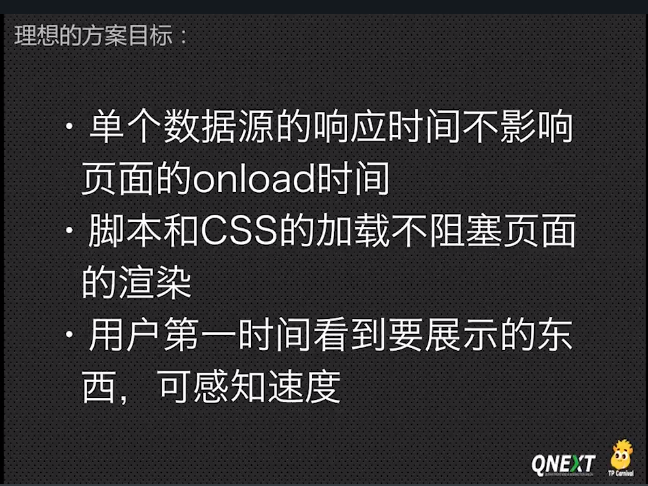 理想的方案目标：
· 单个数据源的响应时间不影响
页面的onload时间
· 脚本和CSS的加载不阻塞页面
的渲染
· 用户第一时间看到要展示的东
西，可感知速度
QNEXT
TP Carnival